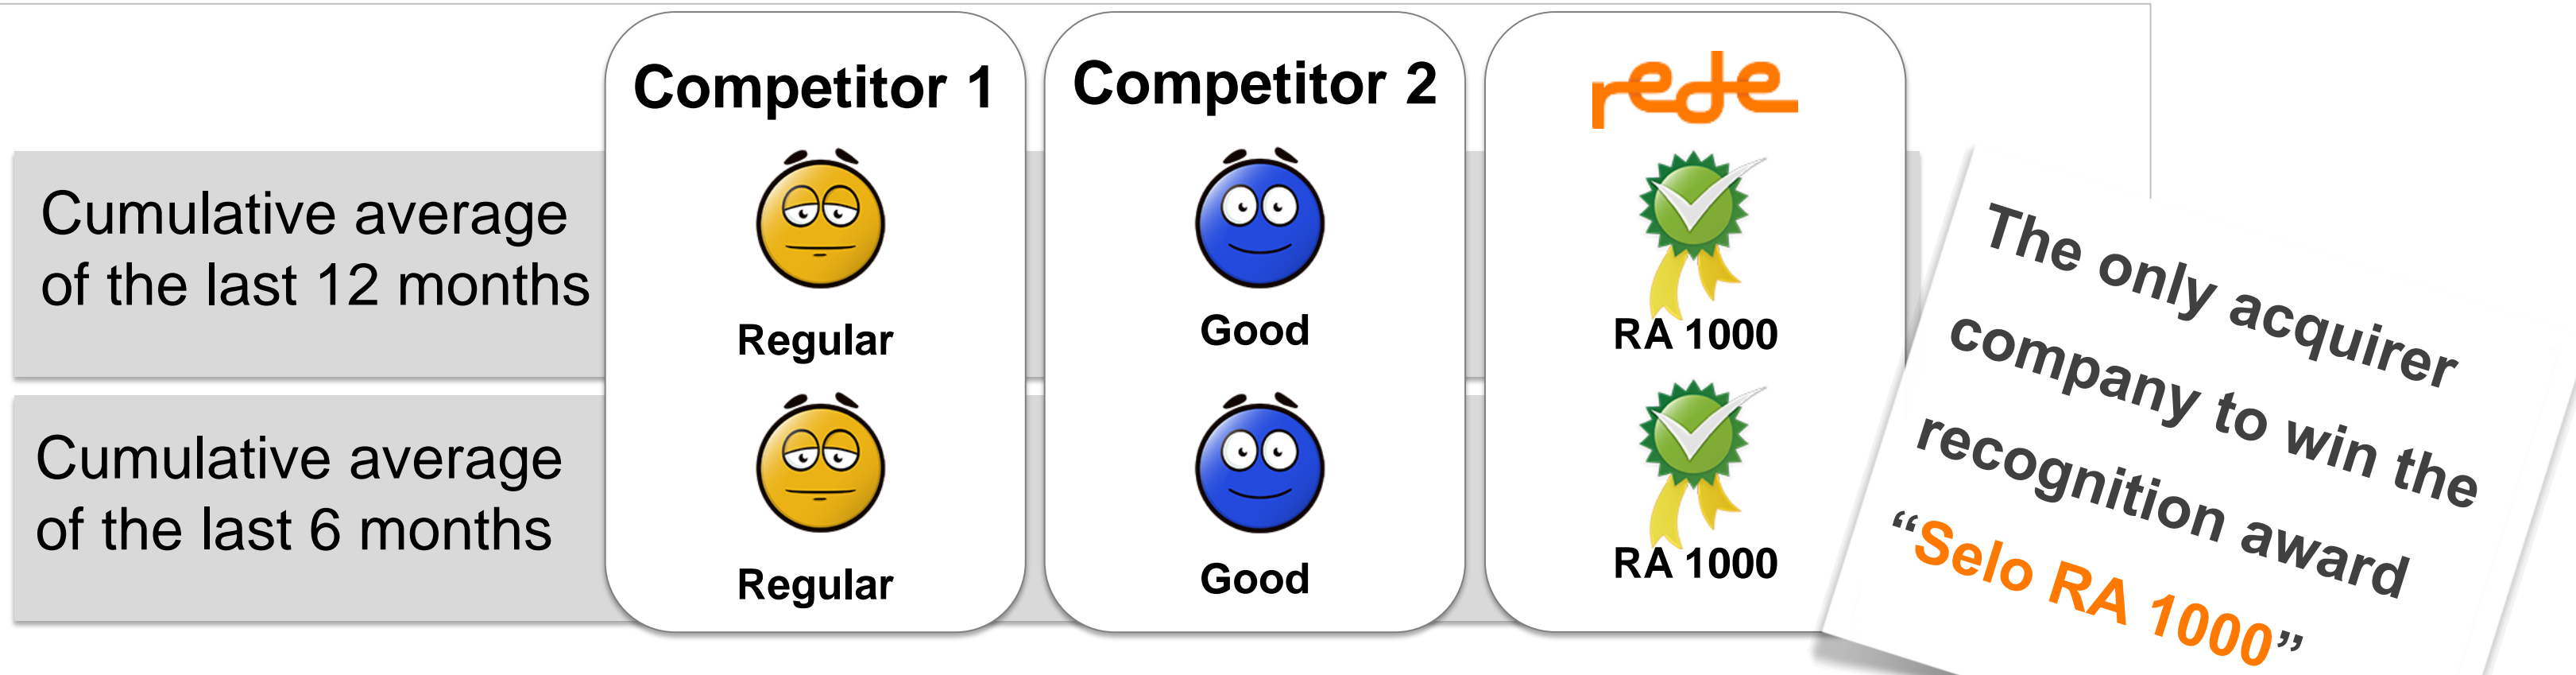 Competitor 1
Competitor 2
rede
Cumulative average
of the last 12 months
Regular
Good
RA 1000
Cumulative average
of the last 6 months
Regular
Good
RA 1000
The only acquirer
company to win the
recognition award
“Selo RA 1000”